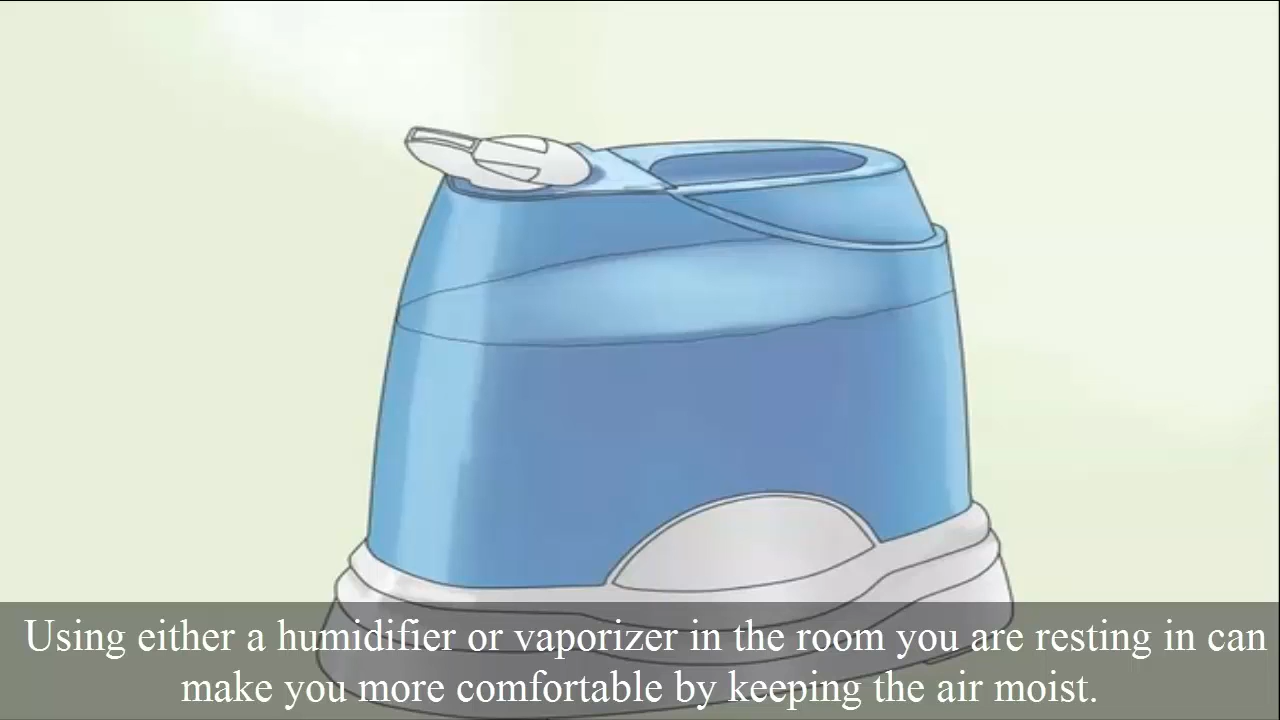 Using either a humidifier or vaporizer in the room you are resting in can
make you more comfortable by keeping the air moist.